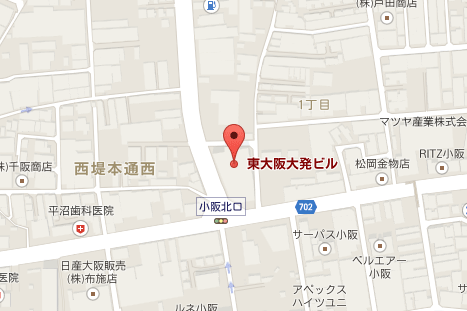 (株)戸田商店
1丁目
マツヤ産業株式会
東大阪大発ビル
RITZ小阪
松岡金物店
株)千阪商店
西堤本通西
平沼歯科医院
小阪北口
702
サーパス小阪
ベルエアー
小阪
日産大阪販売
(株)布施店
医院
アペックス
ハイツユニ
ルネ小阪